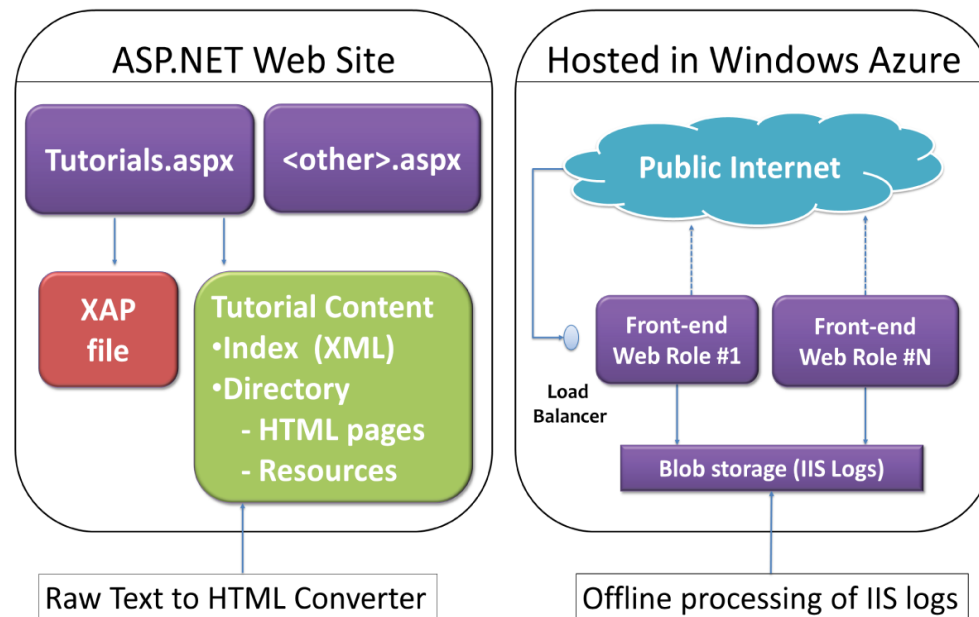 ASP.NET Web Site
Tutorials.aspx
<other>.aspx
XAP
file
Tutorial Content
•Index (XML)
•Directory
- HTML pages
- Resources
Raw Text to HTML Converter
Hosted in Windows Azure
Public Internet
Front-end
Web Role #1
Front-end
Web Role #N
Load
Balancer
Blob storage (IIS Logs)
Offline processing of IIS logs